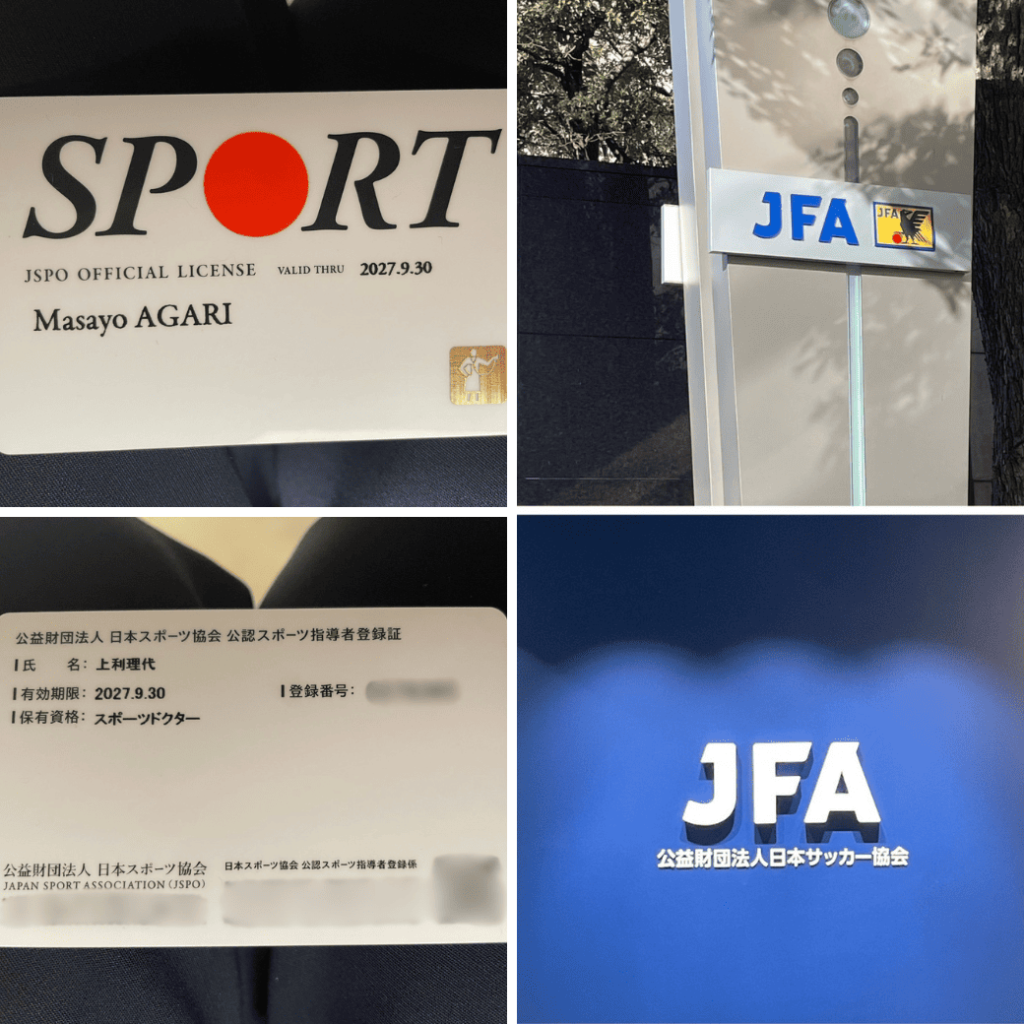 SPORT
JSPO OFFICIAL LICENSE VALID THRU 2027.9.30
Masayo AGARI
JFA
JFA
公益財団法人 日本スポーツ協会 公認スポーツ指導者登録証
氏 名: 上利理代
有効期限: 2027.9.30 登録番号:
保有資格: スポーツドクター
公益財団法人 日本スポーツ協会 日本スポーツ協会 公認スポーツ指導者登録係
JAPAN SPORT ASSOCIATION (JSPO)
JFA
公益財団法人日本サッカー協会